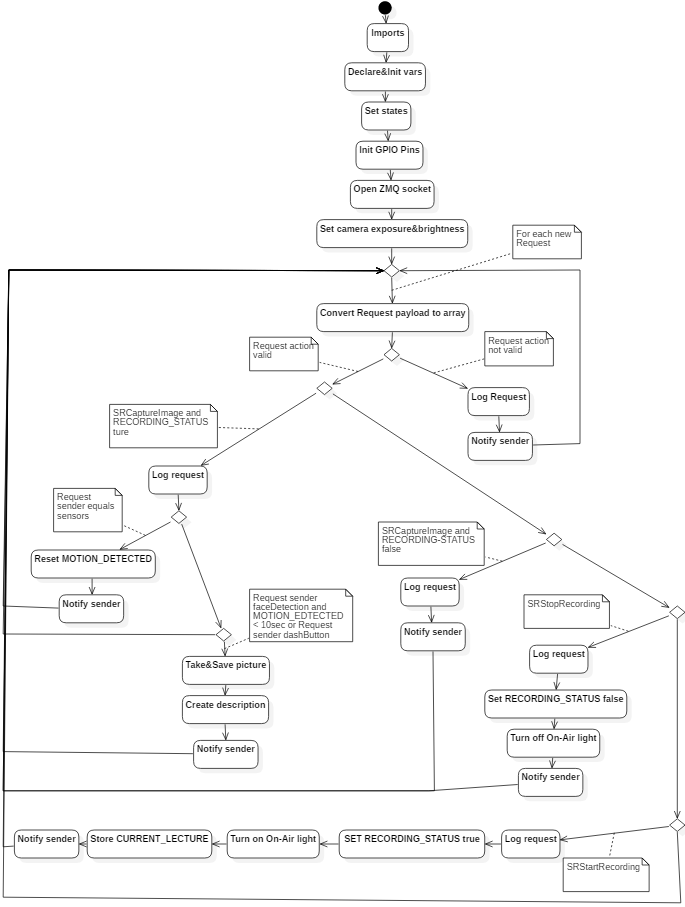 Imports
Declare&Init vars
Set states
Init GPIO Pins
Open ZMQ socket
Set camera exposure&brightness
For each new
Request
Convert Request payload to array
Request action
valid
Request action
not valid
Log Request
Notify sender
SRCaptureImage and
RECORDING_STATUS
ture
Log request
Request
sender equals
sensors
Reset MOTION_DETECTED
Notify sender
SRCaptureImage and
RECORDING-STATUS
false
Log request
Notify sender
Request sender
faceDetection and
MOTION_EDTECTED
< 10sec or Request
sender dashButton
Take&Save picture
Create description
Notify sender
SRStopRecording
Log request
Set RECORDING_STATUS false
Turn off On-Air light
Notify sender
Notify sender
Store CURRENT_LECTURE
Turn on On-Air light
SET RECORDING_STATUS true
Log request
SRStartRecording